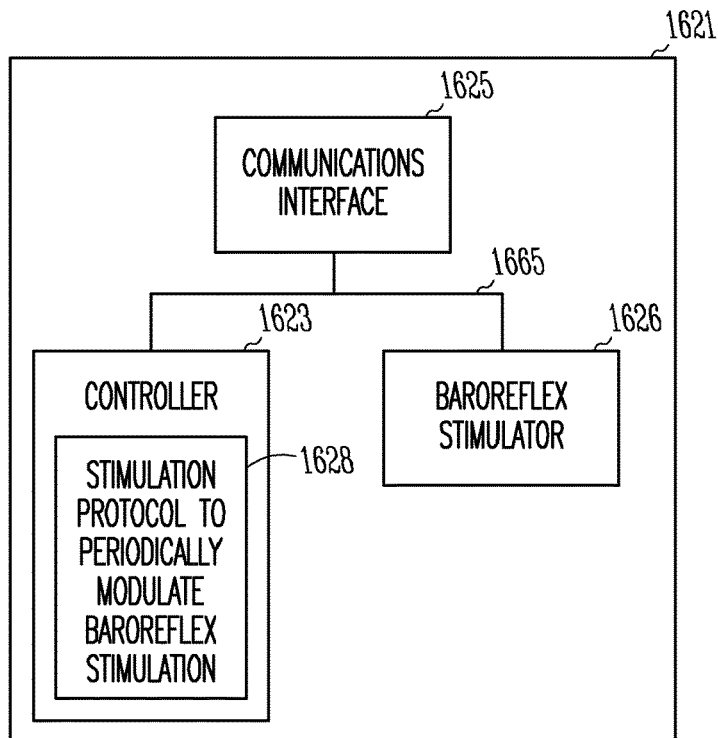 1621
1625
COMMUNICATIONS
INTERFACE
1665
1623
1626
CONTROLLER
BAROREFLEX
STIMULATOR
1628
STIMULATION
PROTOCOL TO
PERIODICALLY
MODULATE
BAROREFLEX
STIMULATION